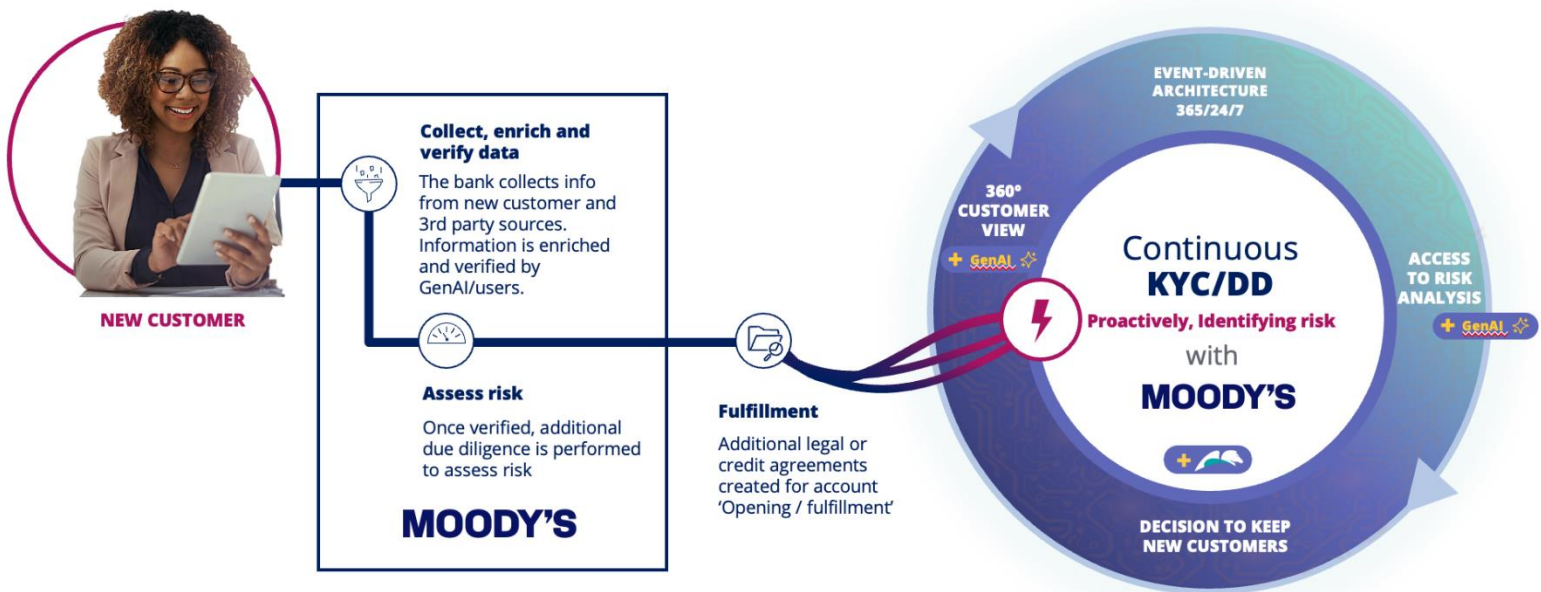 NEW CUSTOMER
Collect, enrich and
verify data
The bank collects info
from new customer and
3rd party sources.
Information is enriched
and verified by
GenAI/users.
Assess risk
Once verified, additional
due diligence is performed
to assess risk
MOODY'S
Fulfillment
Additional legal or
credit agreements
created for account
‘Opening / fulfillment’
EVENT-DRIVEN
ARCHITECTURE
365/24/7
360°
CUSTOMER
VIEW
+ GenAI
ACCESS
TO RISK
ANALYSIS
+ GenAI
Continuous
KYC/DD
Proactively, Identifying risk
with
MOODY'S
+
DECISION TO KEEP
NEW CUSTOMERS